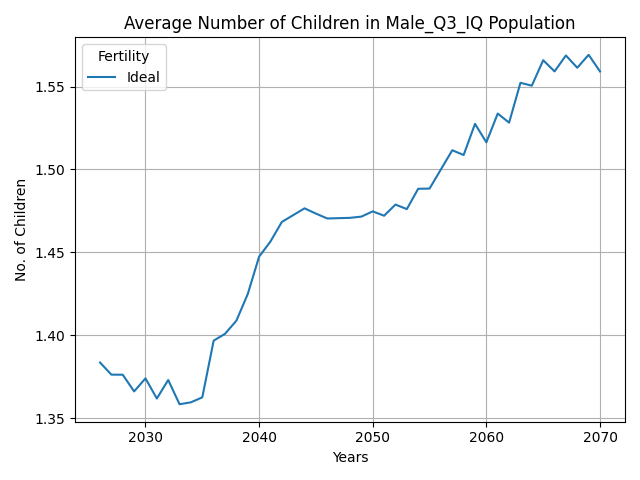 Average Number of Children in Male_Q3_IQ Population
Fertility
Ideal
No. of Children
1.55
1.50
1.45
1.40
1.35
2030 2040 2050 2060 2070
Years